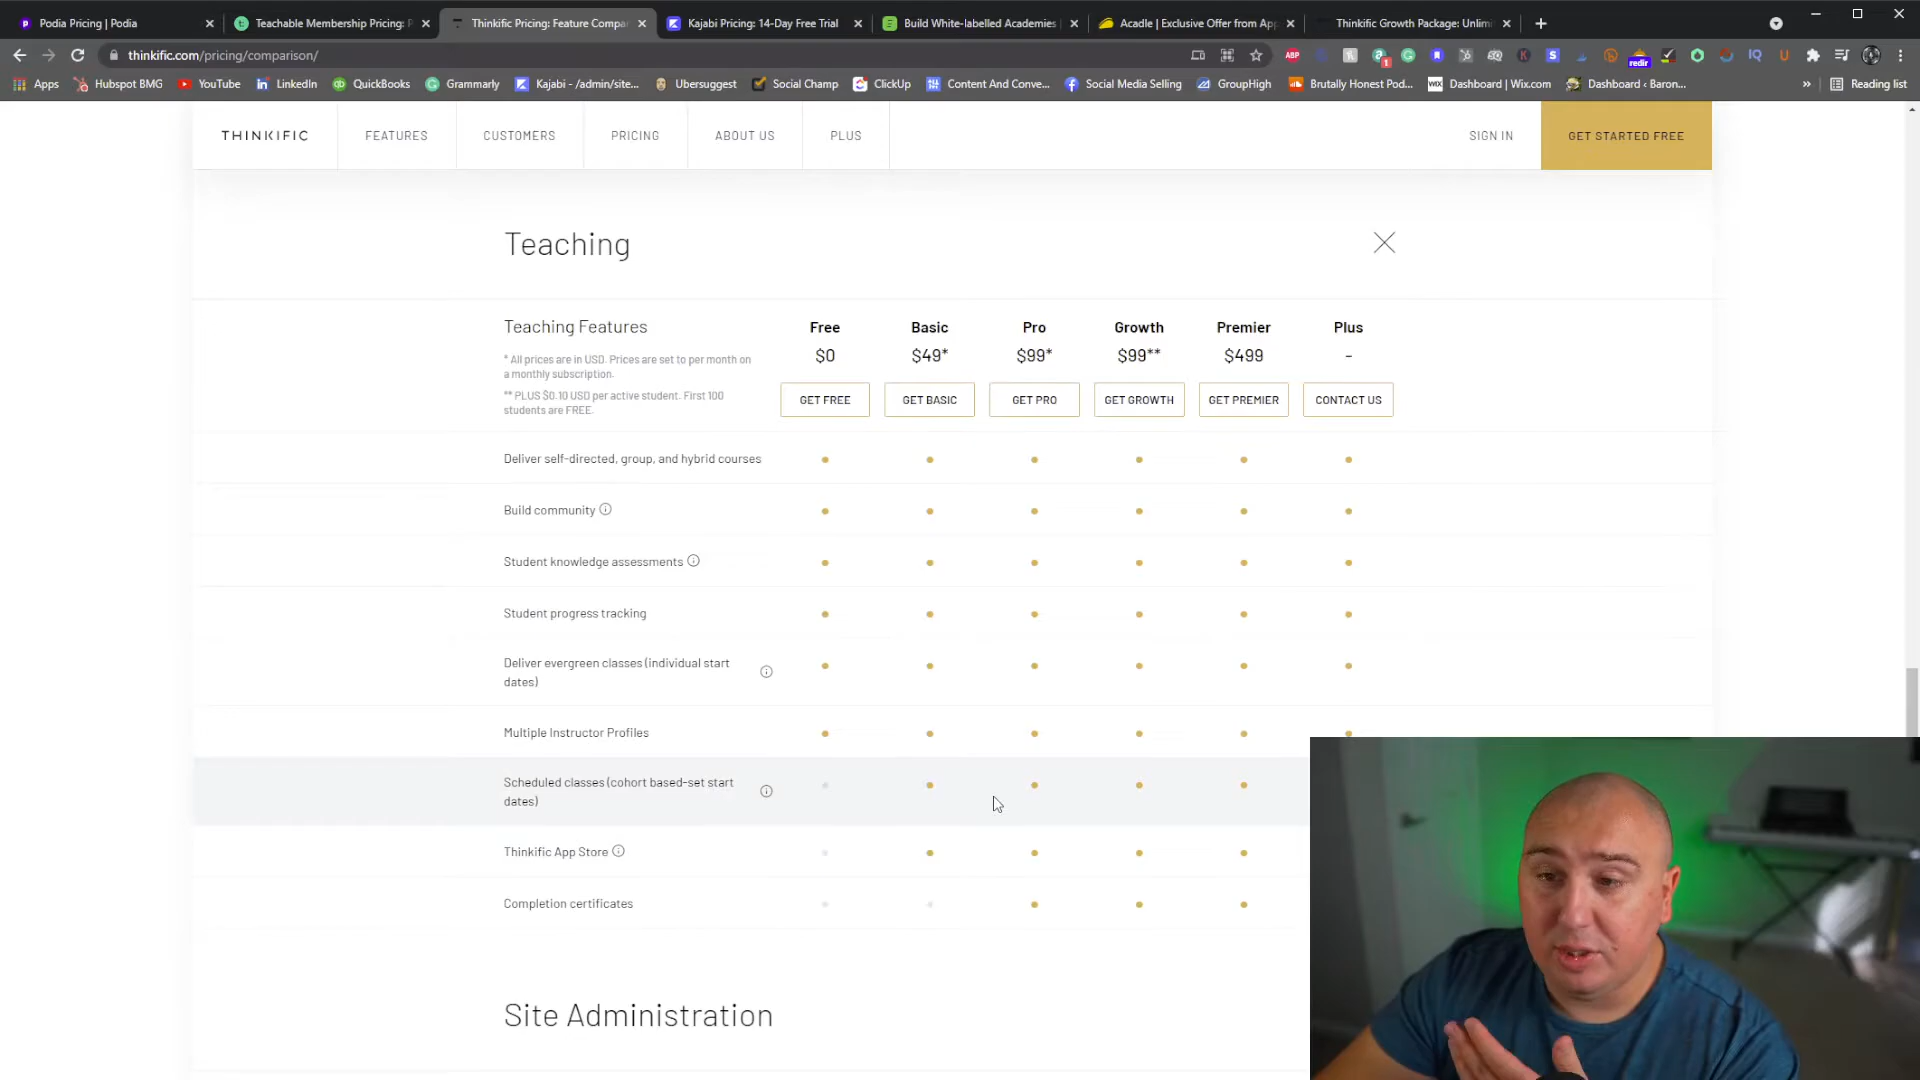 Podia Pricing | Podia
Teachable Membership Pricing: P
Thinkific Pricing: Feature Compa
Kajabi Pricing: 14-Day Free Trial
Build White-labelled Academies
Acadle | Exclusive Offer from App
Thinkific Growth Package: Unlimi
thinkific.com/pricing/comparison/
Apps
Hubspot BMG
YouTube
LinkedIn
QuickBooks
Grammarly
Kajabi - /admin/site...
Ubersuggest
Social Champ
ClickUp
Content And Conve...
Social Media Selling
GroupHigh
Brutally Honest Pod...
Dashboard | Wix.com
Dashboard ‹ Baron...
Reading list
THINKIFIC
FEATURES
CUSTOMERS
PRICING
ABOUT US
PLUS
SIGN IN
GET STARTED FREE
Teaching
Teaching Features
* All prices are in USD. Prices are set to per month on
a monthly subscription.
** PLUS $0.10 USD per active student. First 100
students are FREE.
Free Basic Pro Growth Premier Plus
$0 $49* $99* $99** $499 -
GET FREE GET BASIC GET PRO GET GROWTH GET PREMIER CONTACT US
Deliver self-directed, group, and hybrid courses
Build community
Student knowledge assessments
Student progress tracking
Deliver evergreen classes (individual start
dates)
Multiple Instructor Profiles
Scheduled classes (cohort based-set start
dates)
Thinkific App Store
Completion certificates
Site Administration